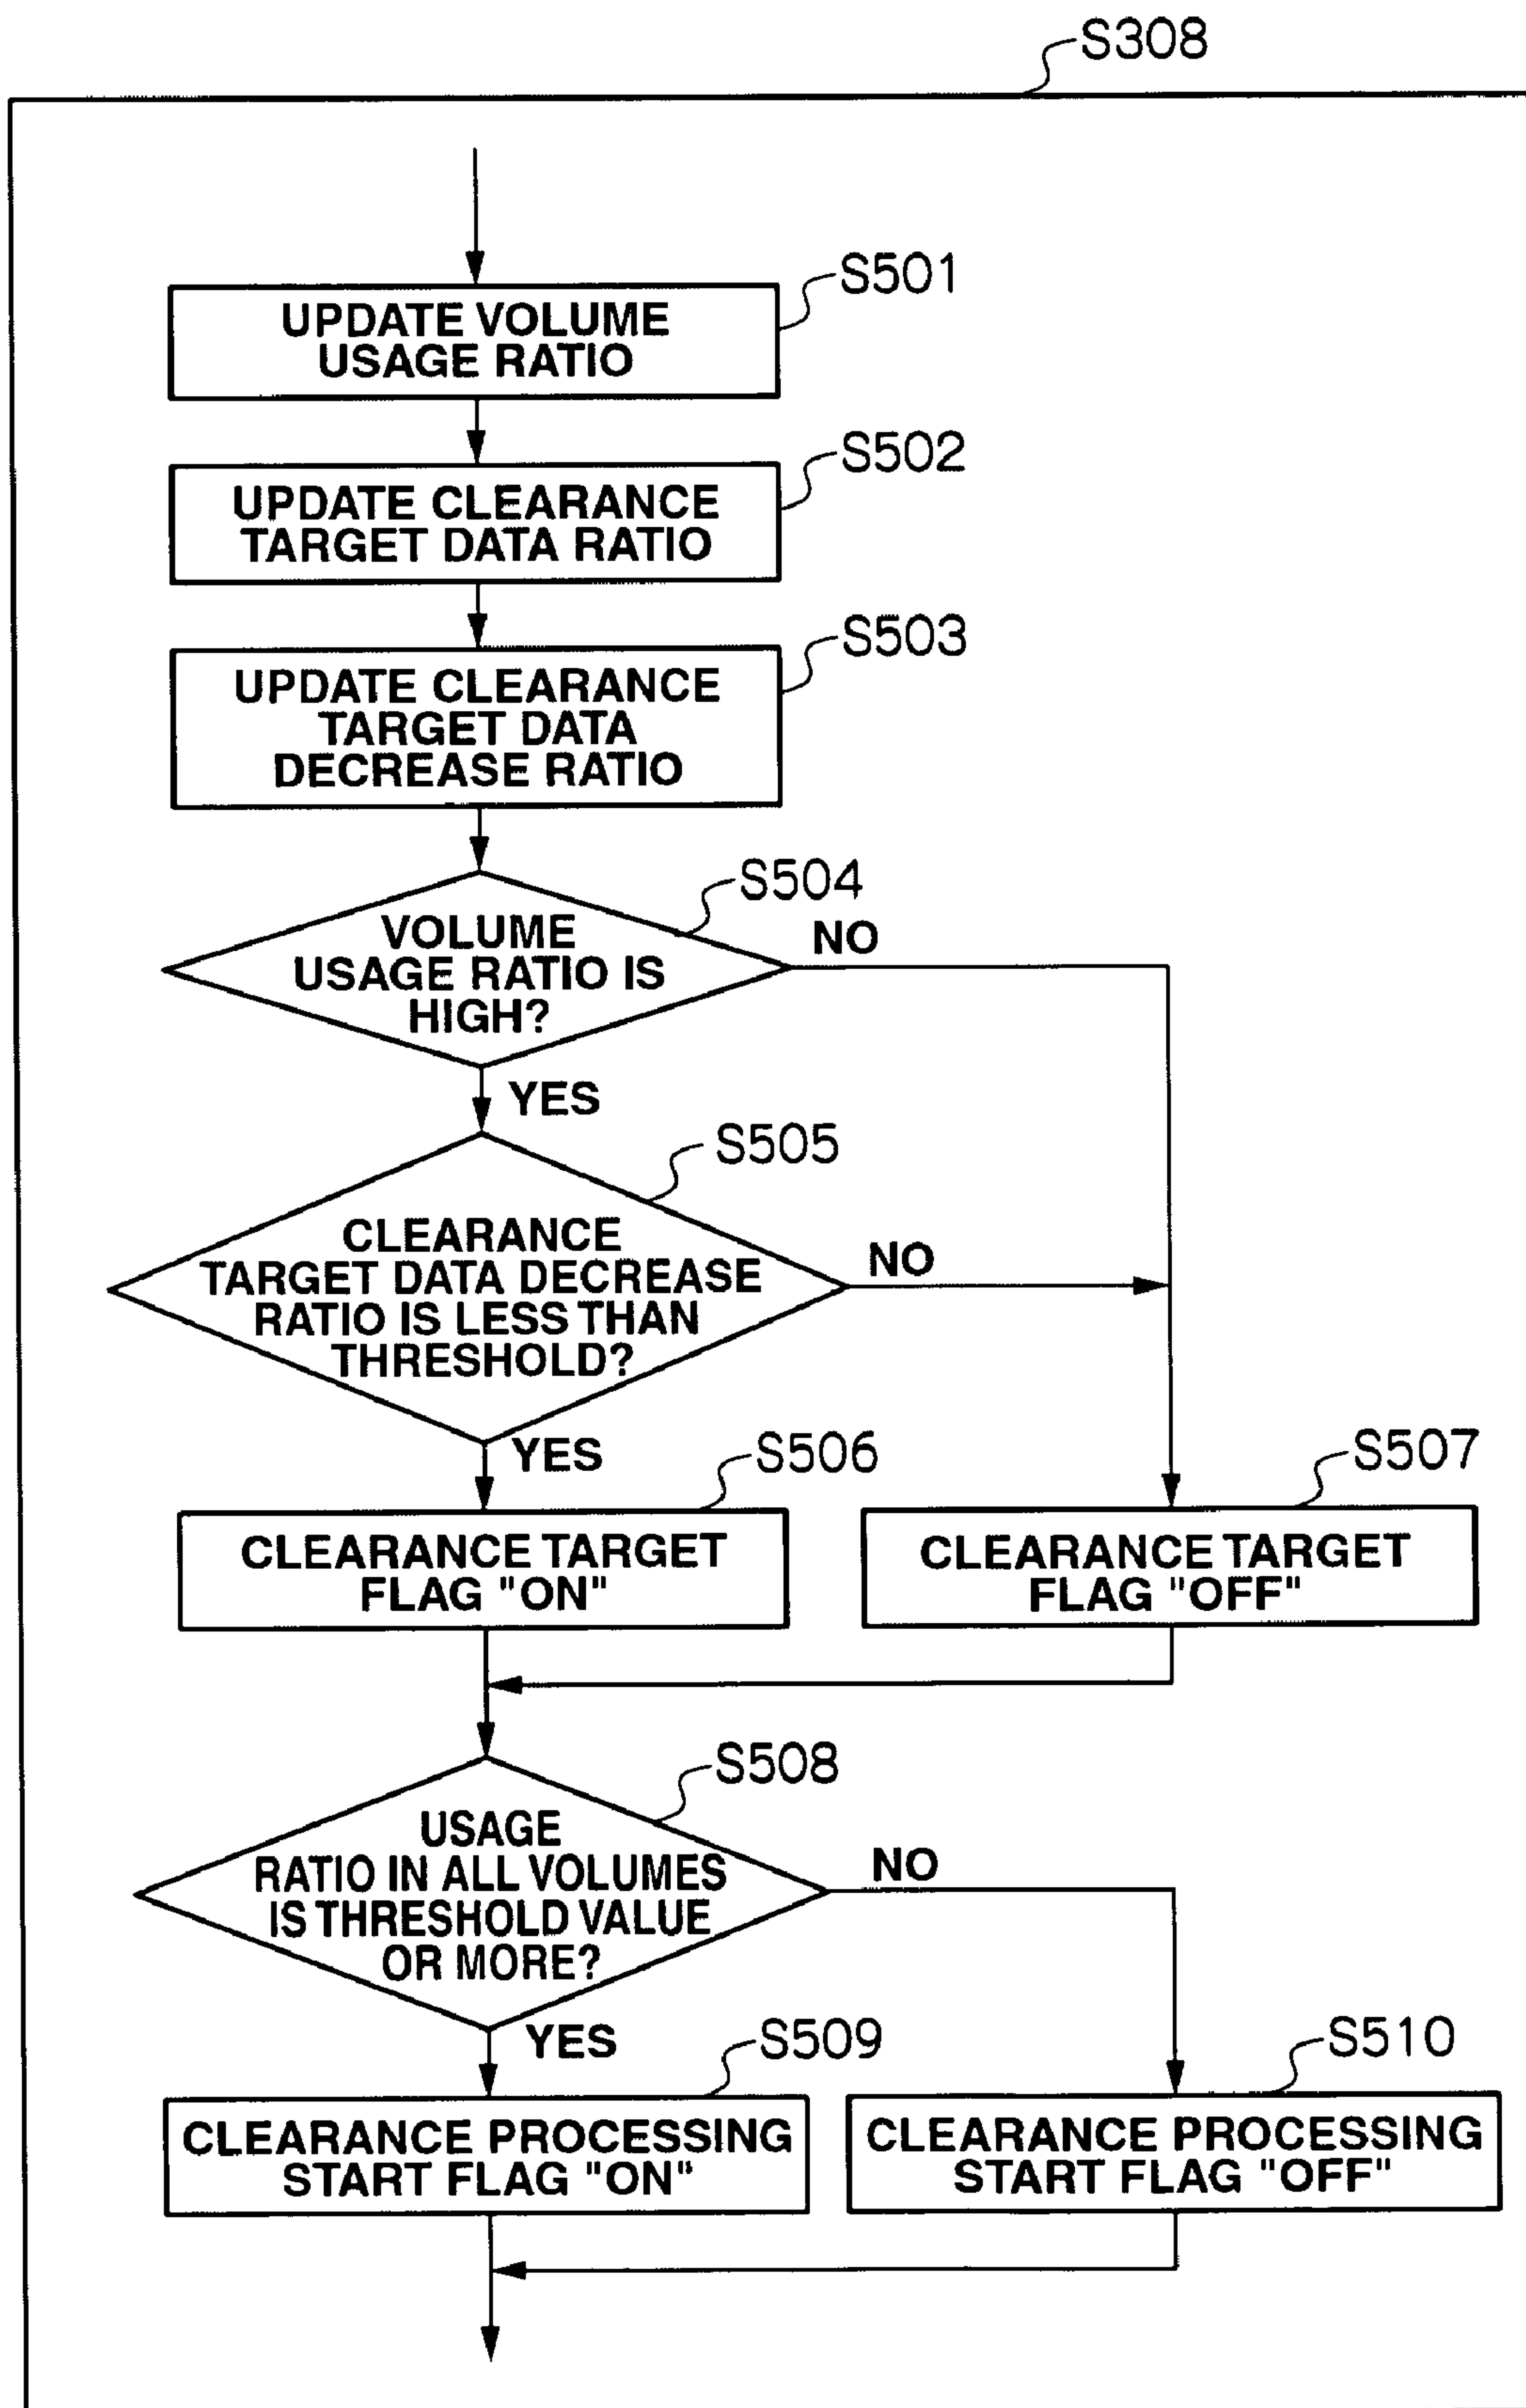 S308
S501
UPDATE VOLUME
USAGE RATIO
S502
UPDATE CLEARANCE
TARGET DATA RATIO
S503
UPDATE CLEARANCE
TARGET DATA
DECREASE RATIO
S504
VOLUME
USAGE RATIO IS
HIGH?
NO
YES
S505
CLEARANCE
TARGET DATA DECREASE
RATIO IS LESS THAN
THRESHOLD?
NO
YES
S506
CLEARANCE TARGET
FLAG "ON"
S507
CLEARANCE TARGET
FLAG "OFF"
S508
USAGE
RATIO IN ALL VOLUMES
IS THRESHOLD VALUE
OR MORE?
NO
YES
S509
CLEARANCE PROCESSING
START FLAG "ON"
S510
CLEARANCE PROCESSING
START FLAG "OFF"